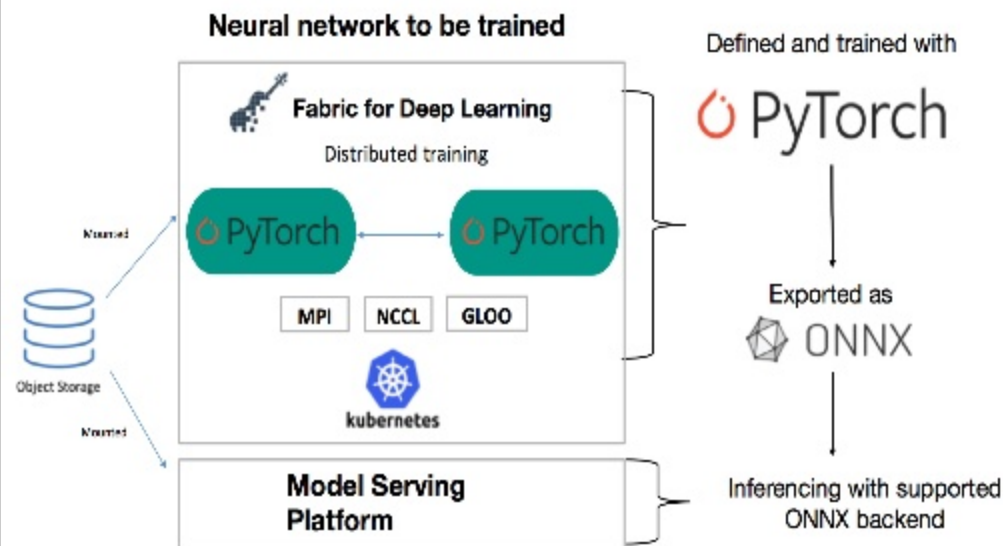 Neural network to be trained
Fabric for Deep Learning
Distributed training
PyTorch
PyTorch
MPI
NCCL
GLOO
kubernetes
Mounted
Object Storage
Mounted
Model Serving
Platform
Defined and trained with
PyTorch
Exported as
ONNX
Inferencing with supported
ONNX backend